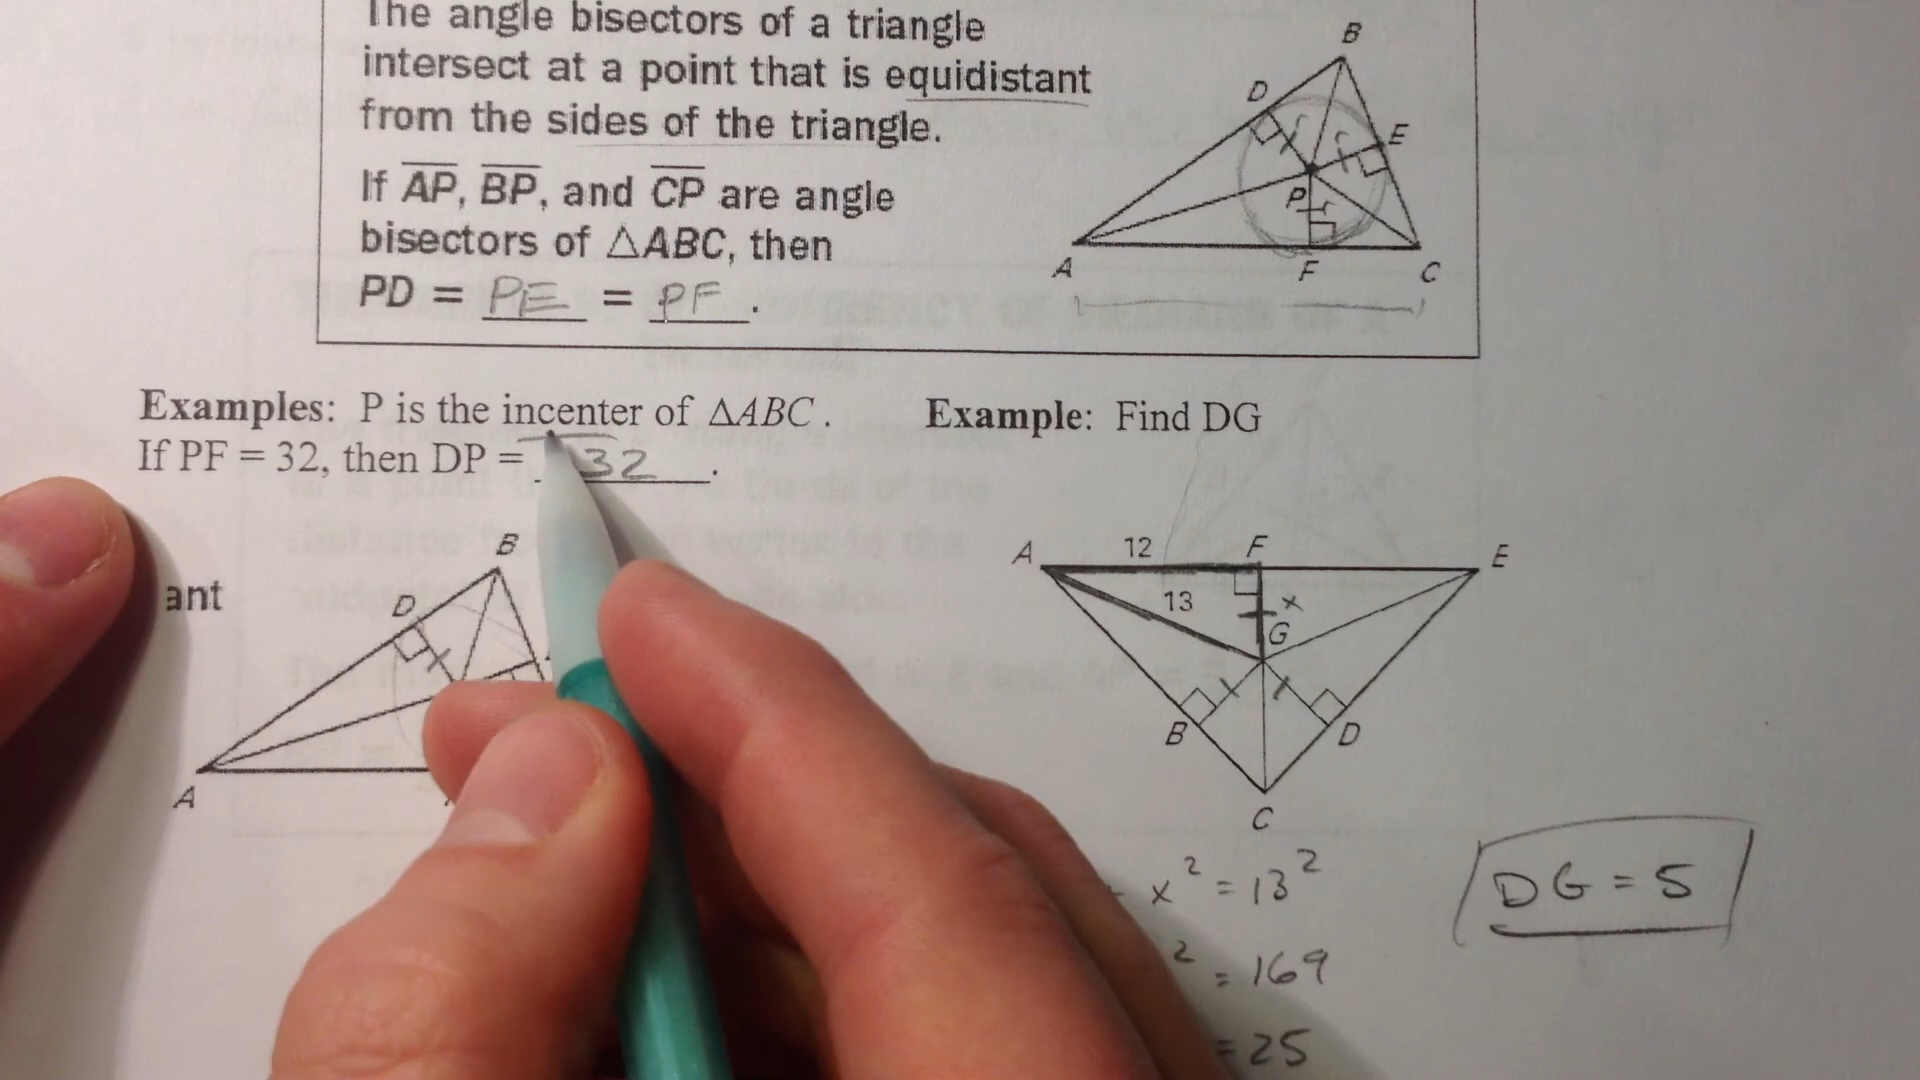 The angle bisectors of a triangle
intersect at a point that is equidistant
from the sides of the triangle.
If AP, BP, and CP are angle
bisectors of △ABC, then
PD = PE = PF.
B
D
E
P
A
F
C
Examples: P is the incenter of ΔABC.
If PF = 32, then DP = 32.
ant
B
D
A
Example: Find DG
A
12
F
E
13
x
G
B
D
C
x² = 13²
² = 169
= 25
DG = 5